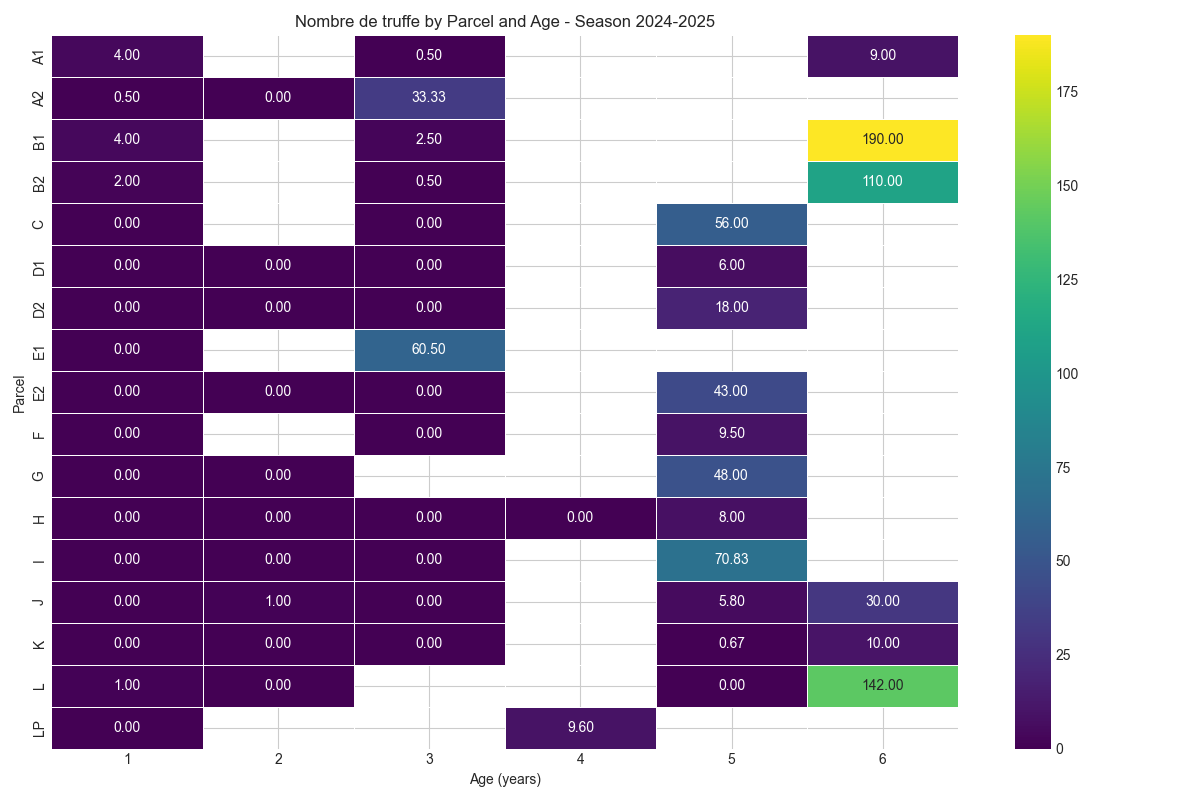 Nombre de truffe by Parcel and Age - Season 2024-2025
Parcel
A1 4.00 0.50 9.00
A2 0.50 0.00 33.33
B1 4.00 2.50 190.00
B2 2.00 0.50 110.00
C 0.00 0.00 56.00
D1 0.00 0.00 0.00 6.00
D2 0.00 0.00 0.00 18.00
E1 0.00 60.50
E2 0.00 0.00 0.00 43.00
F 0.00 0.00 9.50
G 0.00 0.00 48.00
H 0.00 0.00 0.00 0.00 8.00
I 0.00 0.00 0.00 70.83
J 0.00 1.00 0.00 5.80 30.00
K 0.00 0.00 0.00 0.67 10.00
L 1.00 0.00 0.00 142.00
LP 0.00 9.60
1 2 3 4 5 6
Age (years)
175
150
125
100
75
50
25
0